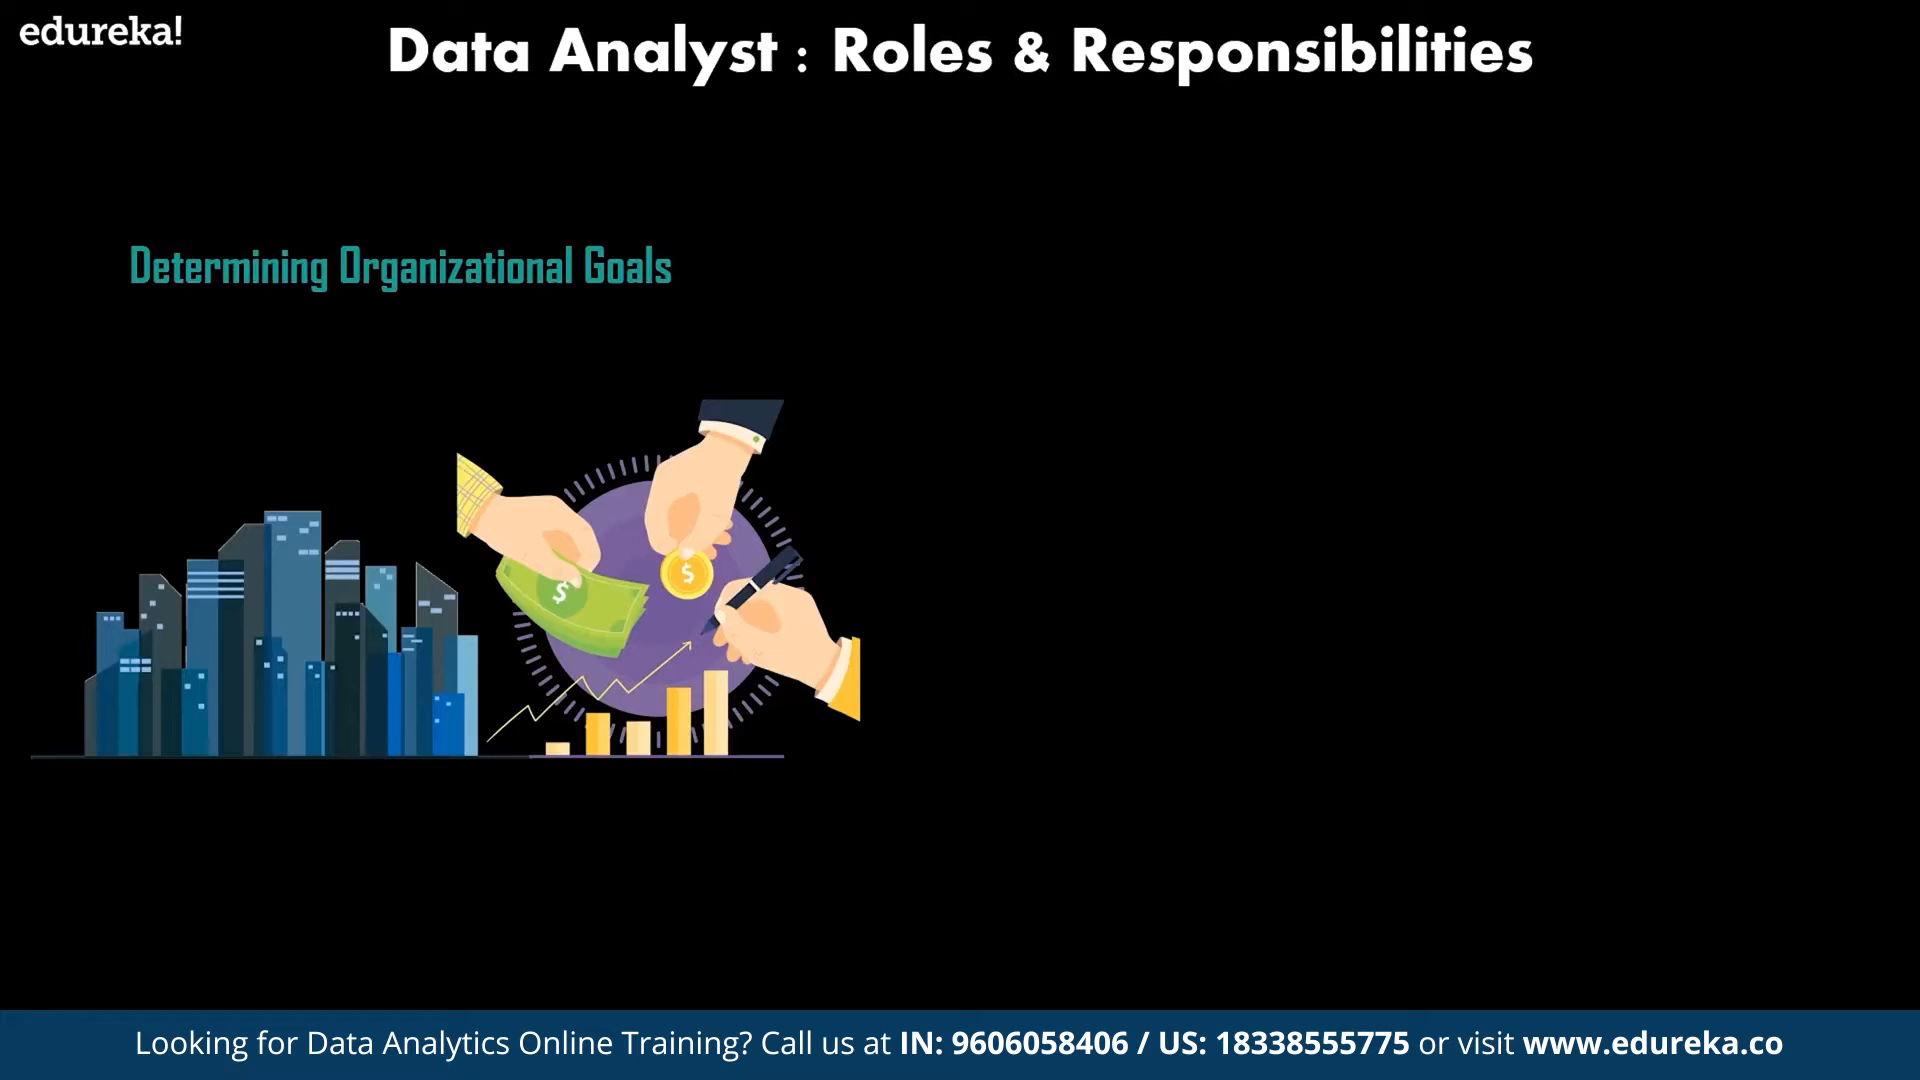 edureka!
Data Analyst : Roles & Responsibilities
Determining Organizational Goals
$
$
Looking for Data Analytics Online Training? Call us at IN: 9606058406 / US: 18338555775 or visit www.edureka.co